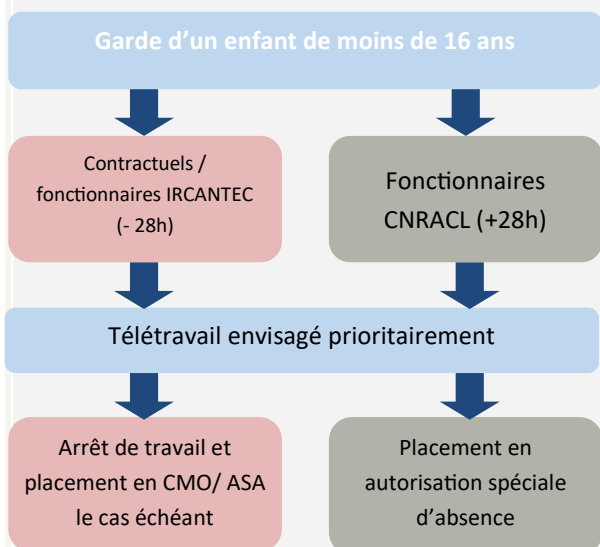 Garde d'un enfant de moins de 16 ans
Contractuels /
fonctionnaires IRCANTEC
(- 28h)
Fonctionnaires
CNRACL (+28h)
Télétravail envisagé prioritairement
Arrêt de travail et
placement en CMO/ ASA
le cas échéant
Placement en
autorisation spéciale
d'absence